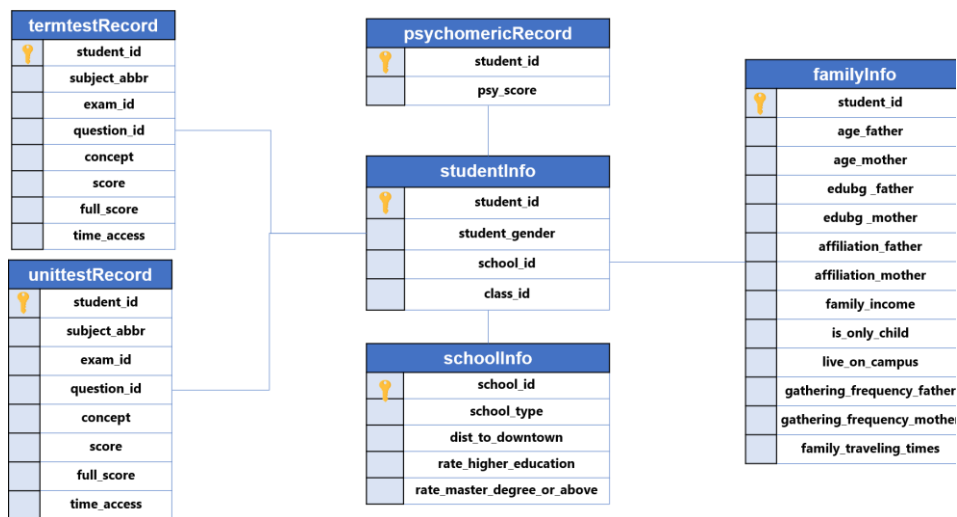 termtestRecord
student_id
subject_abbr
exam_id
question_id
concept
score
full_score
time_access
unittestRecord
student_id
subject_abbr
exam_id
question_id
concept
score
full_score
time_access
psychomericRecord
student_id
psy_score
studentInfo
student_id
student_gender
school_id
class_id
schoolInfo
school_id
school_type
dist_to_downtown
rate_higher_education
rate_master_degree_or_above
familyInfo
student_id
age_father
age_mother
edubg _father
edubg _mother
affiliation_father
affiliation_mother
family_income
is_only_child
live_on_campus
gathering_frequency_father
gathering_frequency_mother
family_traveling_times